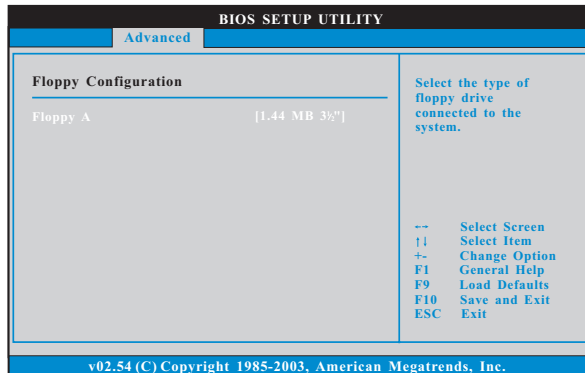 BIOS SETUP UTILITY
Advanced
Floppy Configuration
Floppy A [1.44 MB 3½"]
Select the type of
floppy drive
connected to the
system.
←→ Select Screen
↑↓ Select Item
+- Change Option
F1 General Help
F9 Load Defaults
F10 Save and Exit
ESC Exit
v02.54 (C) Copyright 1985-2003, American Megatrends, Inc.